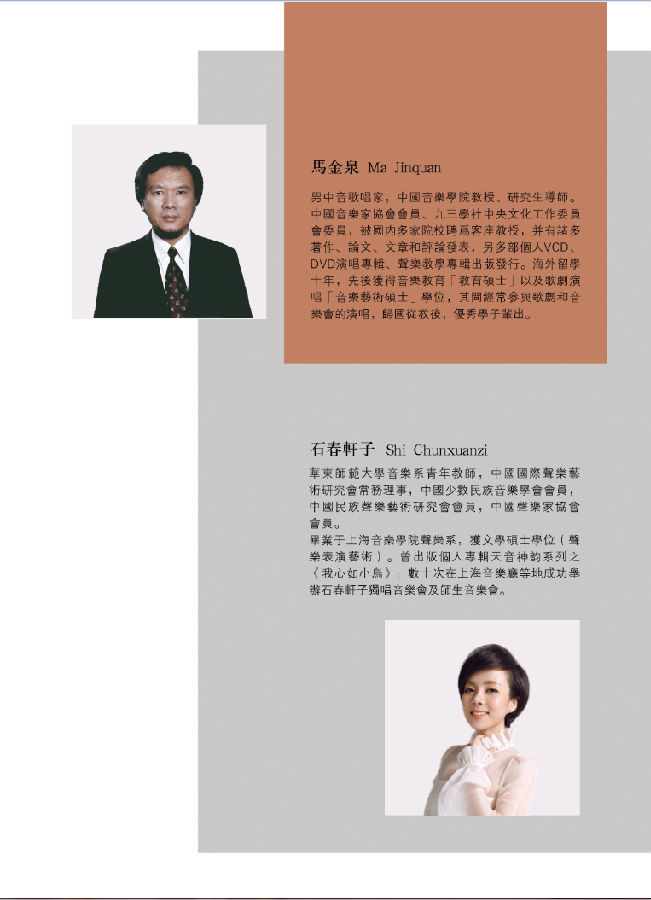 馬金泉 Ma Jinquan
男中音歌唱家，中國音樂學院教授、研究生導師。
中國音樂家協會會員、九三學社中央文化工作委員
會委員，被國内多家院校聘爲客座教授，并有諸多
著作、論文、文章和評論發表，另多部個人VCD、
DVD演唱專輯、聲樂教學專輯出版發行。海外留學
十年，先後獲得音樂教育「教育碩士」以及歌劇演
唱「音樂藝術碩士」學位，其間經常參與歌劇和音
樂會的演唱，歸國從教後，優秀學子輩出。
石春軒子 Shi Chunxuanzi
華東師範大學音樂系青年教師，中國國際聲樂藝
術研究會常務理事，中國少數民族音樂學會會員，
中國民族聲樂藝術研究會會員，中國聲樂家協會
會員。
畢業于上海音樂學院聲樂系，獲文學碩士學位（聲
樂表演藝術）。曾出版個人專輯天音神韵系列之
《我心如小鳥》；數十次在上海音樂廳等地成功舉
辦石春軒子獨唱音樂會及師生音樂會。